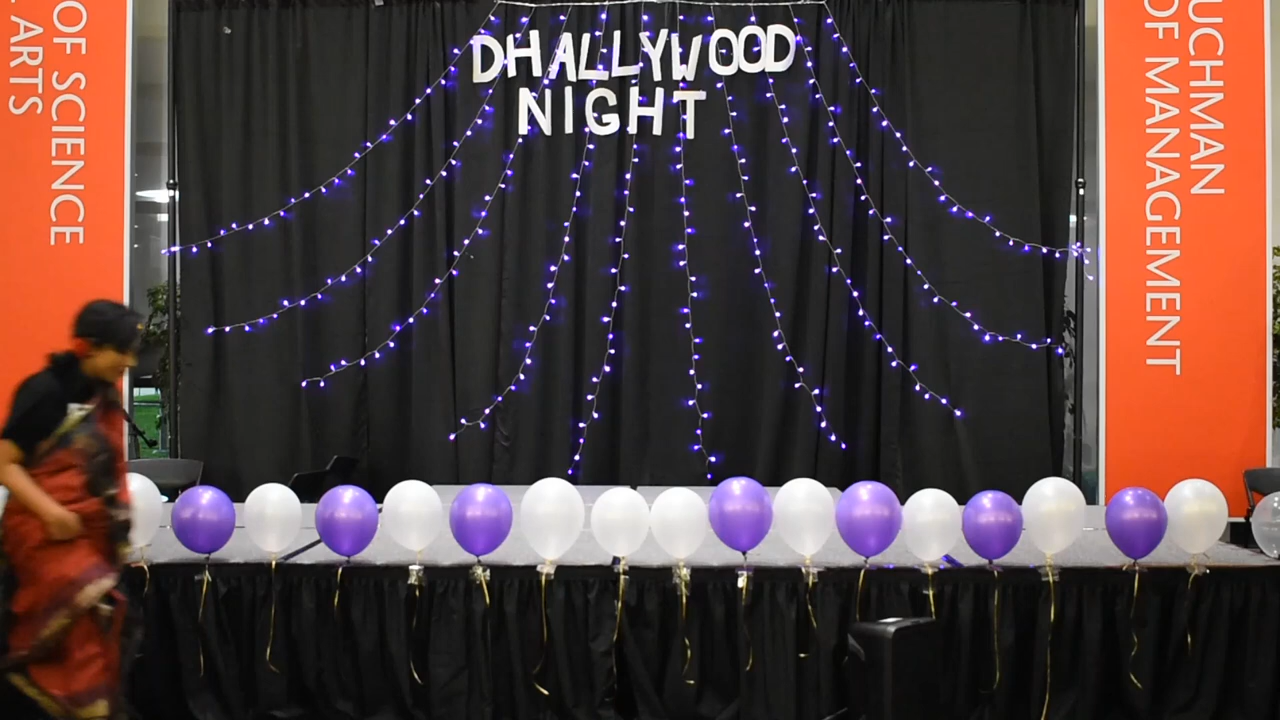 OF SCIENCE
ARTS
DHALLYWOOD
NIGHT
UCHMAN
OF MANAGEMENT